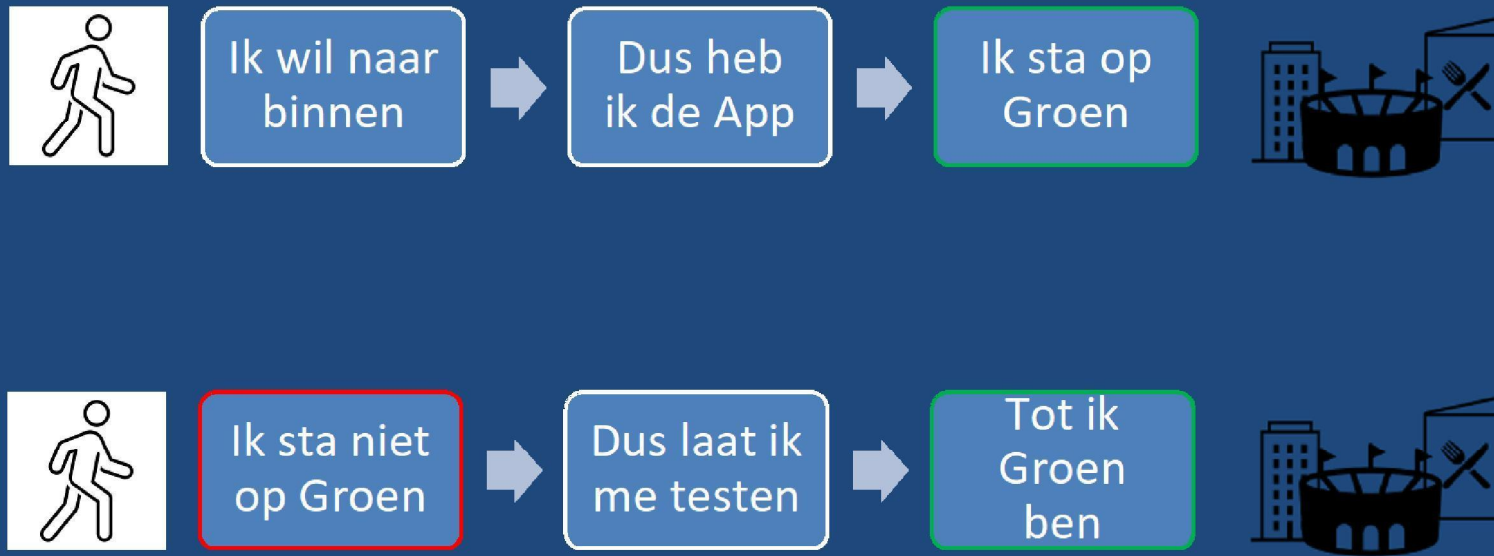 Ik wil naar
binnen
Dus heb
ik de App
Ik sta op
Groen
Ik sta niet
op Groen
Dus laat ik
me testen
Tot ik
Groen
ben